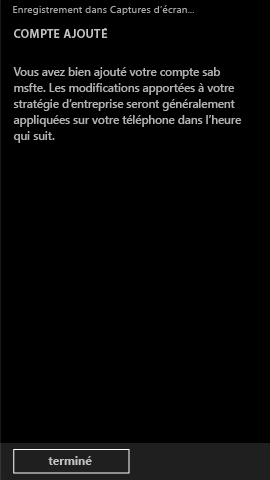 Enregistrement dans Captures d'écran...
COMPTE AJOUTÉ
Vous avez bien ajouté votre compte sab
msfte. Les modifications apportées à votre
stratégie d'entreprise seront généralement
appliquées sur votre téléphone dans l'heure
qui suit.
terminé